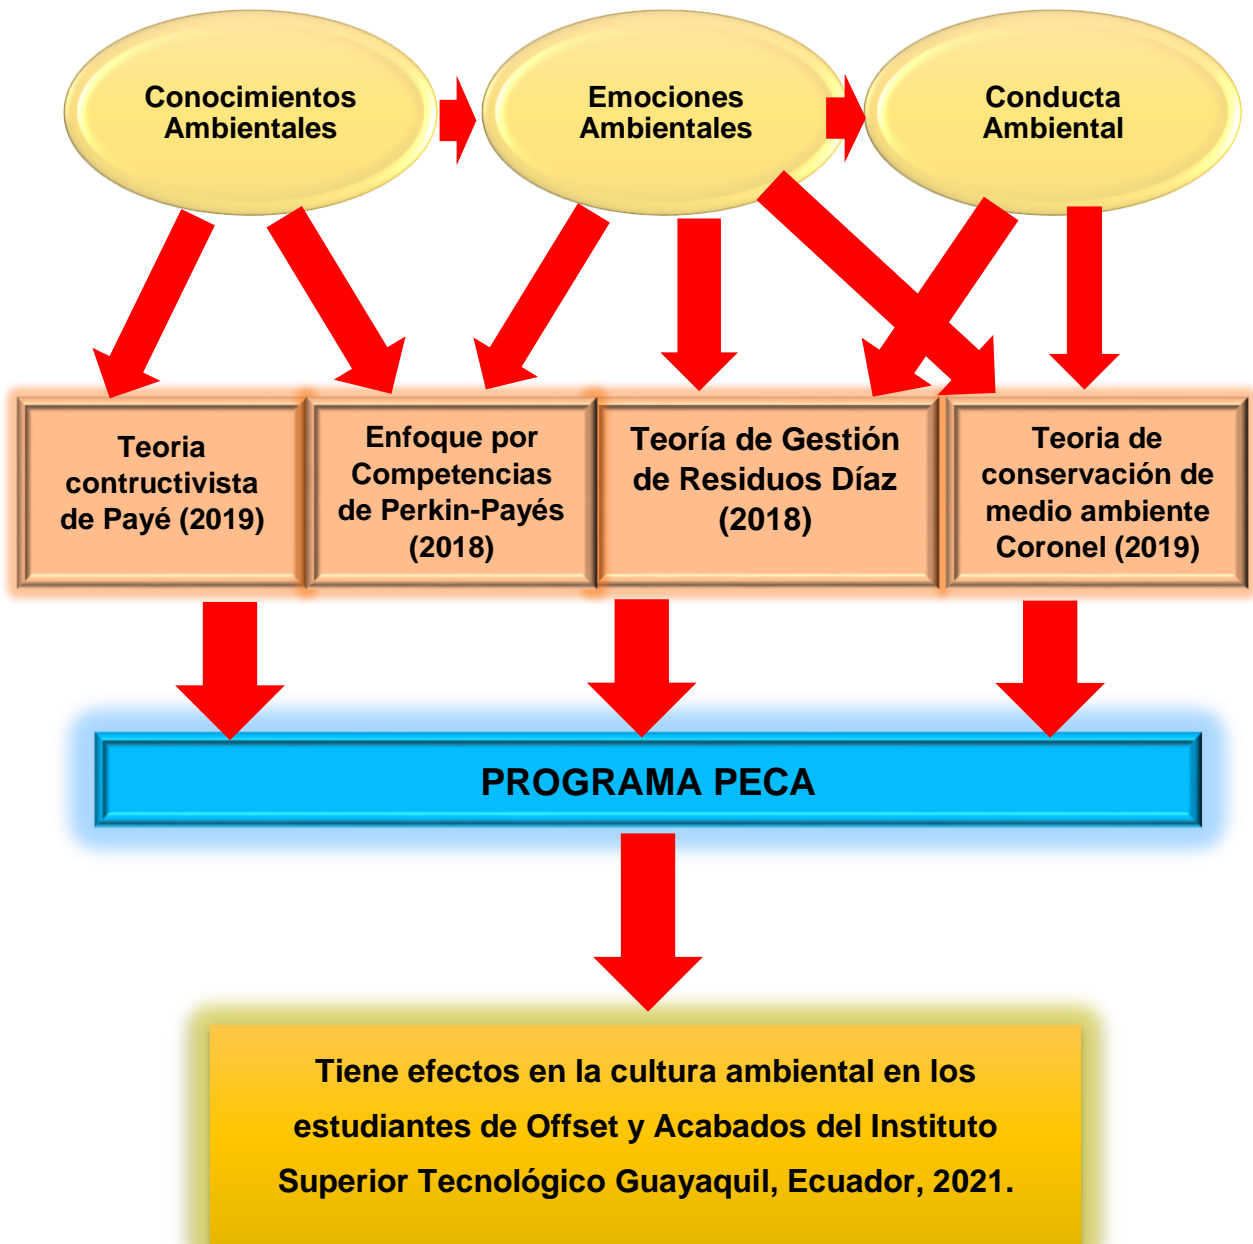 Conocimientos
Ambientales
Emociones
Ambientales
Conducta
Ambiental
Teoria
contructivista
de Payé (2019)
Enfoque por
Competencias
de Perkin-Payés
(2018)
Teoría de Gestión
de Residuos Díaz
(2018)
Teoria de
conservación de
medio ambiente
Coronel (2019)
PROGRAMA PECA
Tiene efectos en la cultura ambiental en los
estudiantes de Offset y Acabados del Instituto
Superior Tecnológico Guayaquil, Ecuador, 2021.